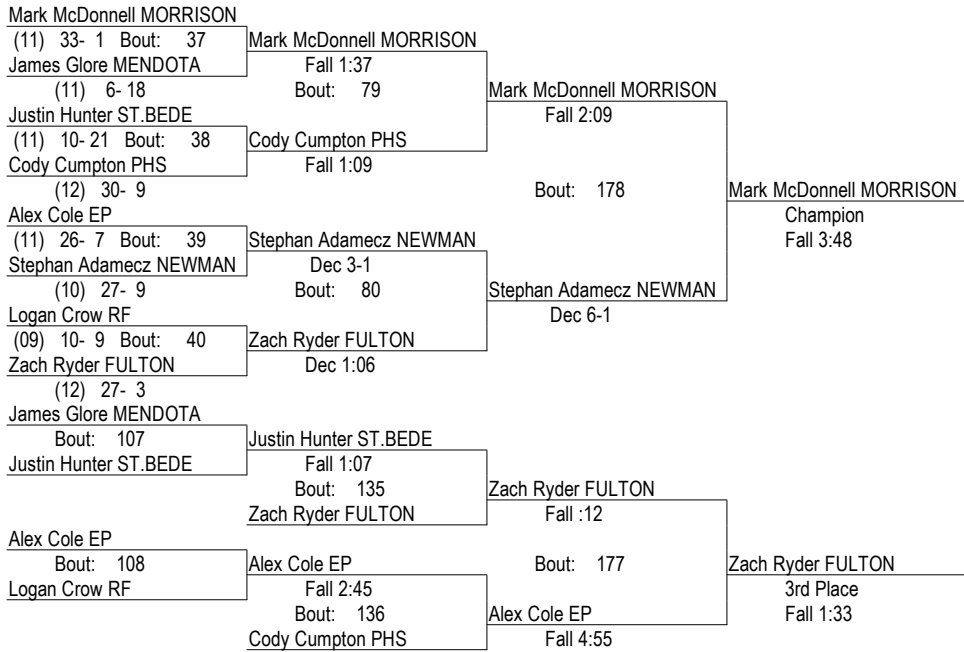 Mark McDonnell MORRISON
(11) 33- 1 Bout: 37 Mark McDonnell MORRISON
James Glore MENDOTA Fall 1:37
(11) 6- 18 Bout: 79 Mark McDonnell MORRISON
Justin Hunter ST.BEDE Fall 2:09
(11) 10- 21 Bout: 38 Cody Cumpton PHS
Cody Cumpton PHS Fall 1:09
(12) 30- 9 Bout: 178 Mark McDonnell MORRISON
Alex Cole EP Champion
(11) 26- 7 Bout: 39 Stephan Adamecz NEWMAN Fall 3:48
Stephan Adamecz NEWMAN Dec 3-1
(10) 27- 9 Bout: 80 Stephan Adamecz NEWMAN
Logan Crow RF Dec 6-1
(09) 10- 9 Bout: 40 Zach Ryder FULTON
Zach Ryder FULTON Dec 1:06
(12) 27- 3
James Glore MENDOTA
Bout: 107 Justin Hunter ST.BEDE
Justin Hunter ST.BEDE Fall 1:07
Bout: 135 Zach Ryder FULTON
Zach Ryder FULTON Fall :12
Alex Cole EP
Bout: 108 Alex Cole EP Bout: 177 Zach Ryder FULTON
Logan Crow RF Fall 2:45 3rd Place
Bout: 136 Alex Cole EP Fall 1:33
Cody Cumpton PHS Fall 4:55